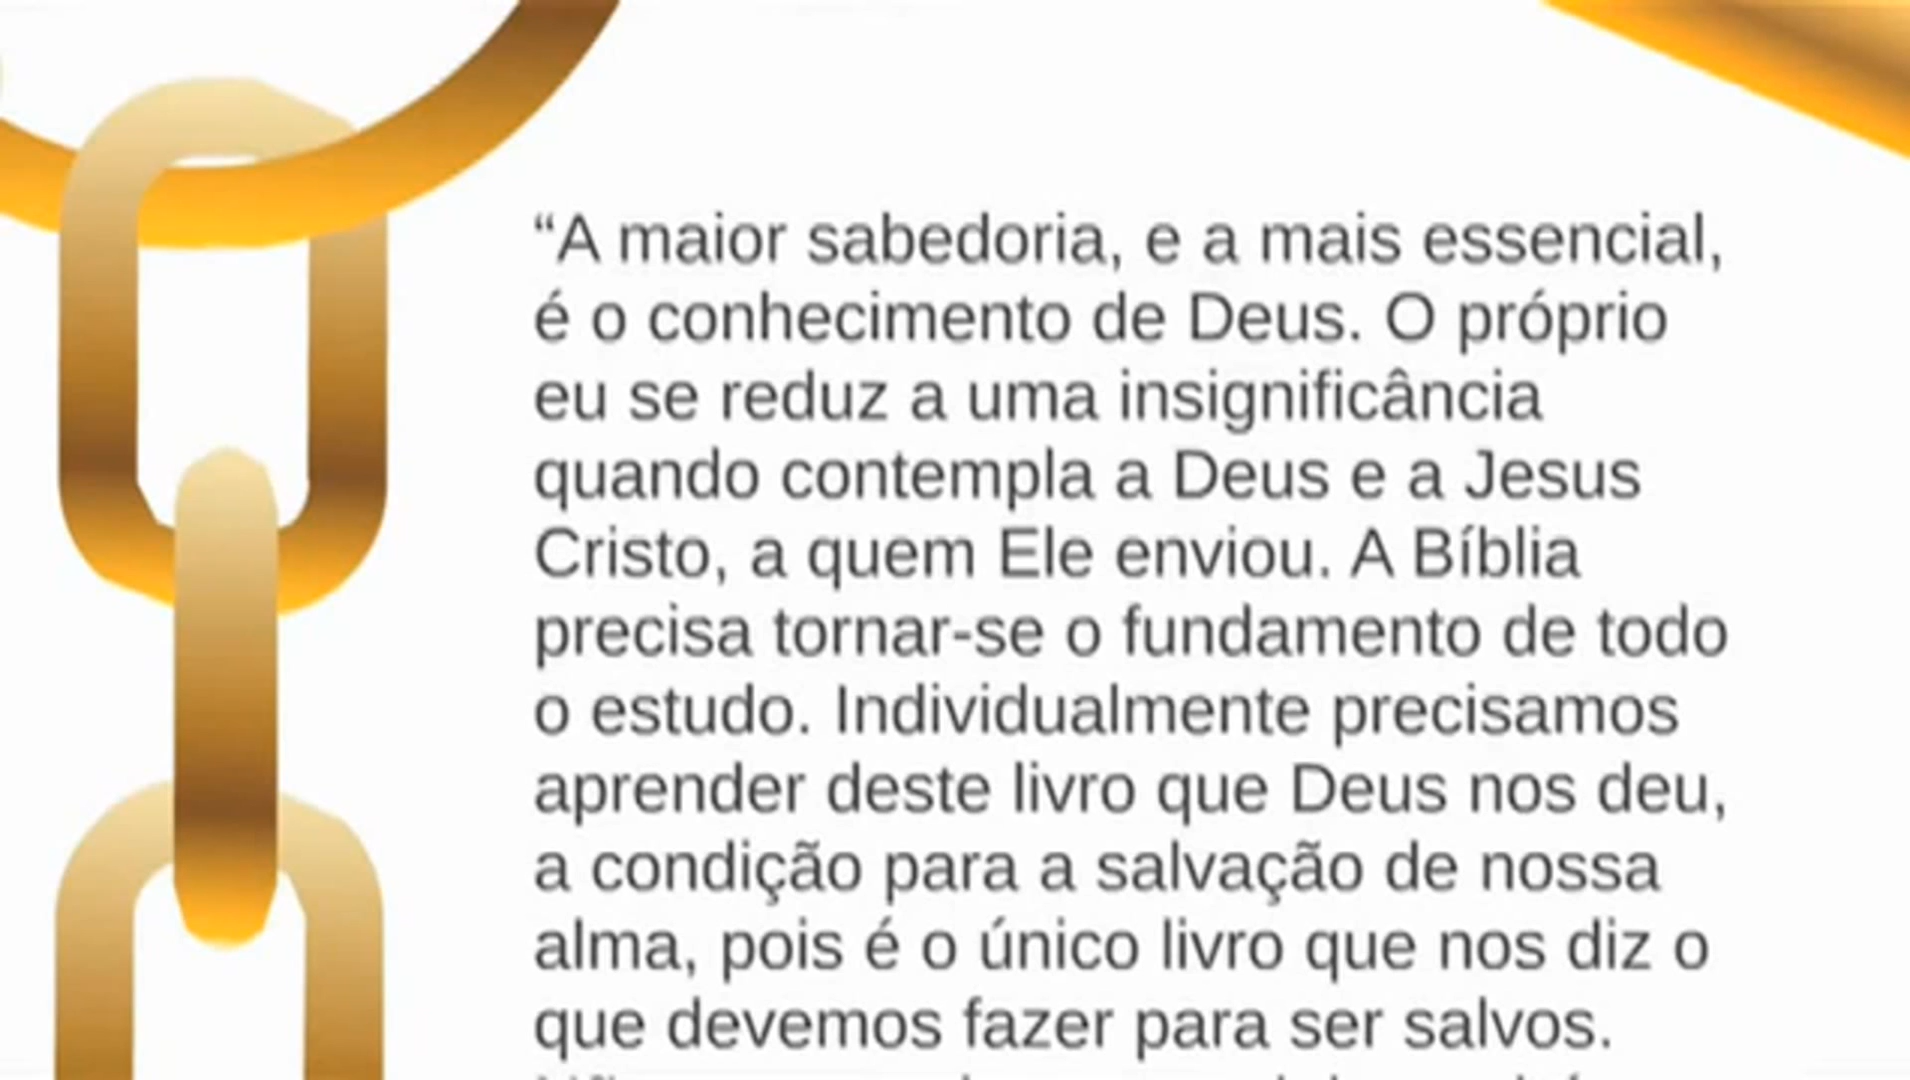 “A maior sabedoria, e a mais essencial,
é o conhecimento de Deus. O próprio
eu se reduz a uma insignificância
quando contempla a Deus e a Jesus
Cristo, a quem Ele enviou. A Bíblia
precisa tornar-se o fundamento de todo
o estudo. Individualmente precisamos
aprender deste livro que Deus nos deu,
a condição para a salvação de nossa
alma, pois é o único livro que nos diz o
que devemos fazer para ser salvos.